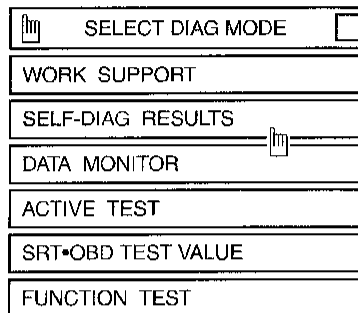 SELECT DIAG MODE
WORK SUPPORT
SELF-DIAG RESULTS
DATA MONITOR
ACTIVE TEST
SRT•OBD TEST VALUE
FUNCTION TEST